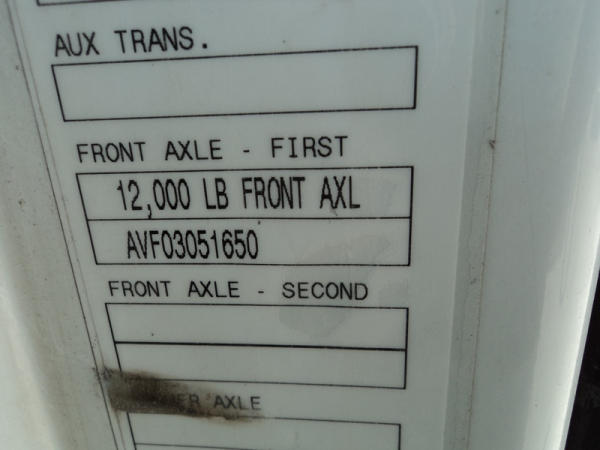 AUX TRANS.
FRONT AXLE - FIRST
12,000 LB FRONT AXL
AVF03051650
FRONT AXLE - SECOND
AXLE